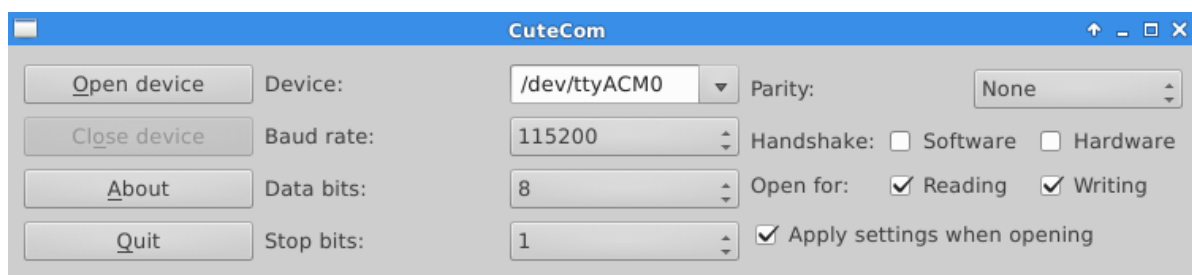 CuteCom
Open device Device: /dev/ttyACM0 Parity: None
Close device Baud rate: 115200 Handshake: Software Hardware
About Data bits: 8 Open for: Reading Writing
Quit Stop bits: 1 Apply settings when opening